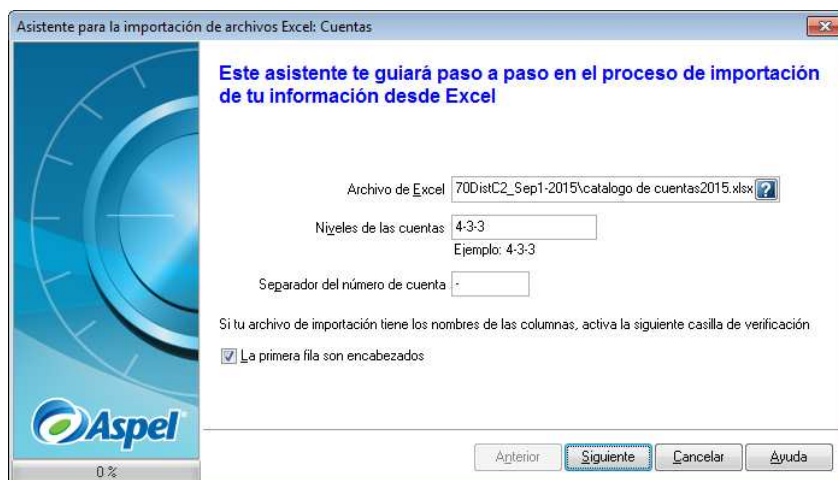 Asistente para la importación de archivos Excel: Cuentas
Este asistente te guiará paso a paso en el proceso de importación
de tu información desde Excel
Archivo de Excel 70DistC2_Sep1-2015\catalogo de cuentas2015.xlsx ?
Niveles de las cuentas 4-3-3
Ejemplo: 4-3-3
Separador del número de cuenta -
Si tu archivo de importación tiene los nombres de las columnas, activa la siguiente casilla de verificación
La primera fila son encabezados
Aspel
0 %
Anterior Siguiente Cancelar Ayuda